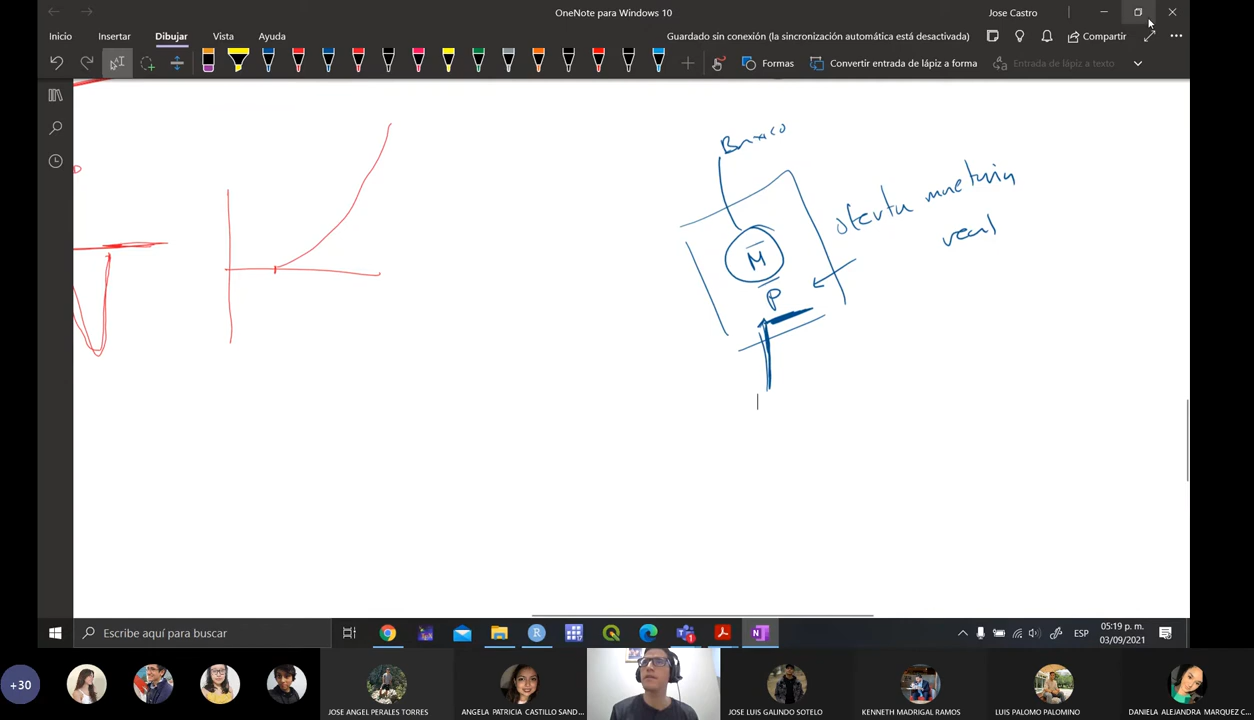 OneNote para Windows 10
Jose Castro
Inicio Insertar Dibujar Vista Ayuda
Guardado sin conexión (la sincronización automática está desactivada)
Compartir
Formas
Convertir entrada de lápiz a forma
Entrada de lápiz a texto
Banxico
oferta monetaria
real
M
P
Escribe aquí para buscar
ESP
05:19 p. m.
03/09/2021
+30
JOSE ANGEL PERALES TORRES
ANGELA PATRICIA CASTILLO SAND...
JOSE LUIS GALINDO SOTELO
KENNETH MADRIGAL RAMOS
LUIS PALOMO PALOMINO
DANIELA ALEJANDRA MARQUEZ C...